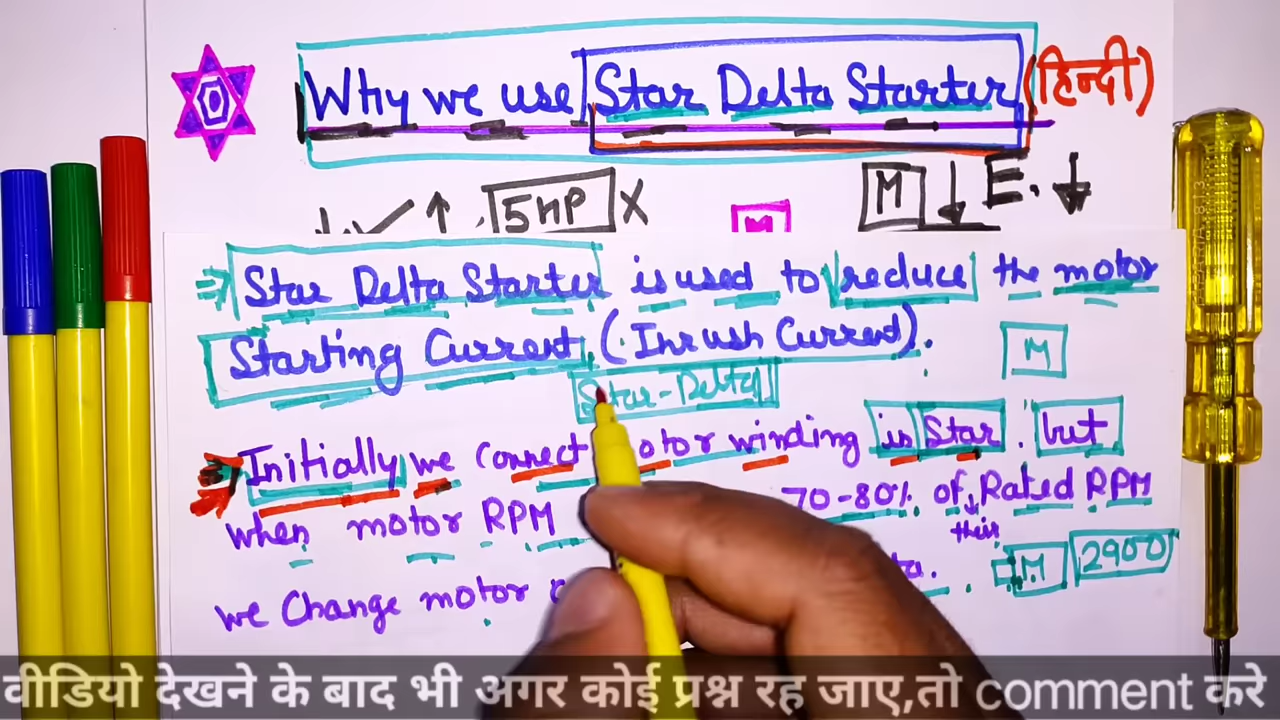 Why we use Star Delta Starter (हिन्दी)
5HP X M M ↓ E. ↓
⇒ Star Delta Starter is used to reduce the motor
Starting Current. (Inrush Current). M
Star-Delta
Initially we connect motor winding is Star. but
when motor RPM 70-80% of Rated RPM
their
we Change motor M 2900
वीडियो देखने के बाद भी अगर कोई प्रश्न रह जाए,तो comment करे